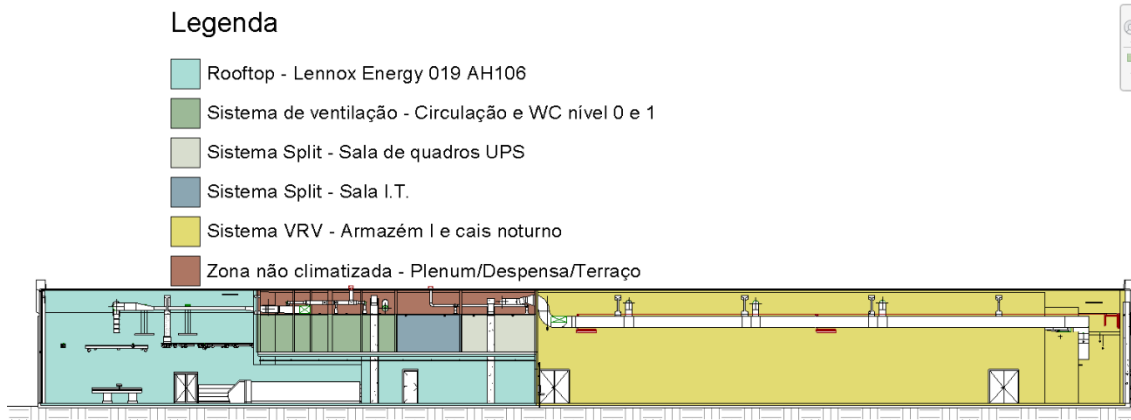 Legenda
Rooftop - Lennox Energy 019 AH106
Sistema de ventilação - Circulação e WC nível 0 e 1
Sistema Split - Sala de quadros UPS
Sistema Split - Sala I.T.
Sistema VRV - Armazém I e cais noturno
Zona não climatizada - Plenum/Despensa/Terraço